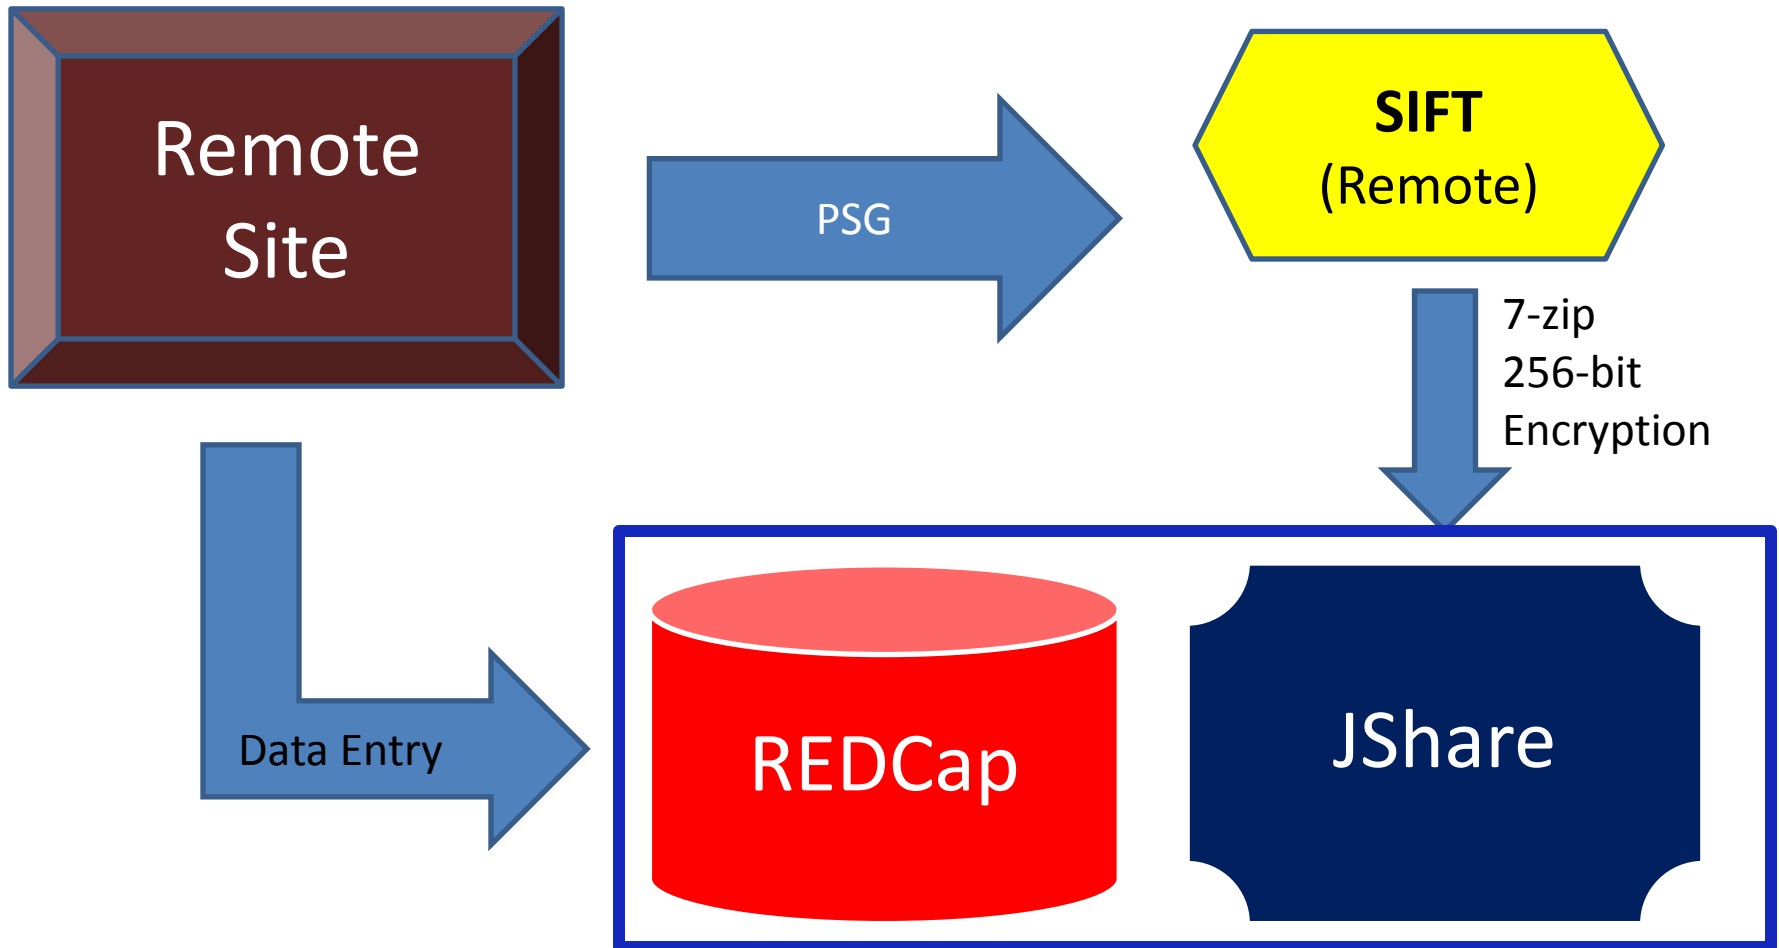 Remote
Site
PSG
SIFT
(Remote)
7-zip
256-bit
Encryption
Data Entry
REDCap
JShare